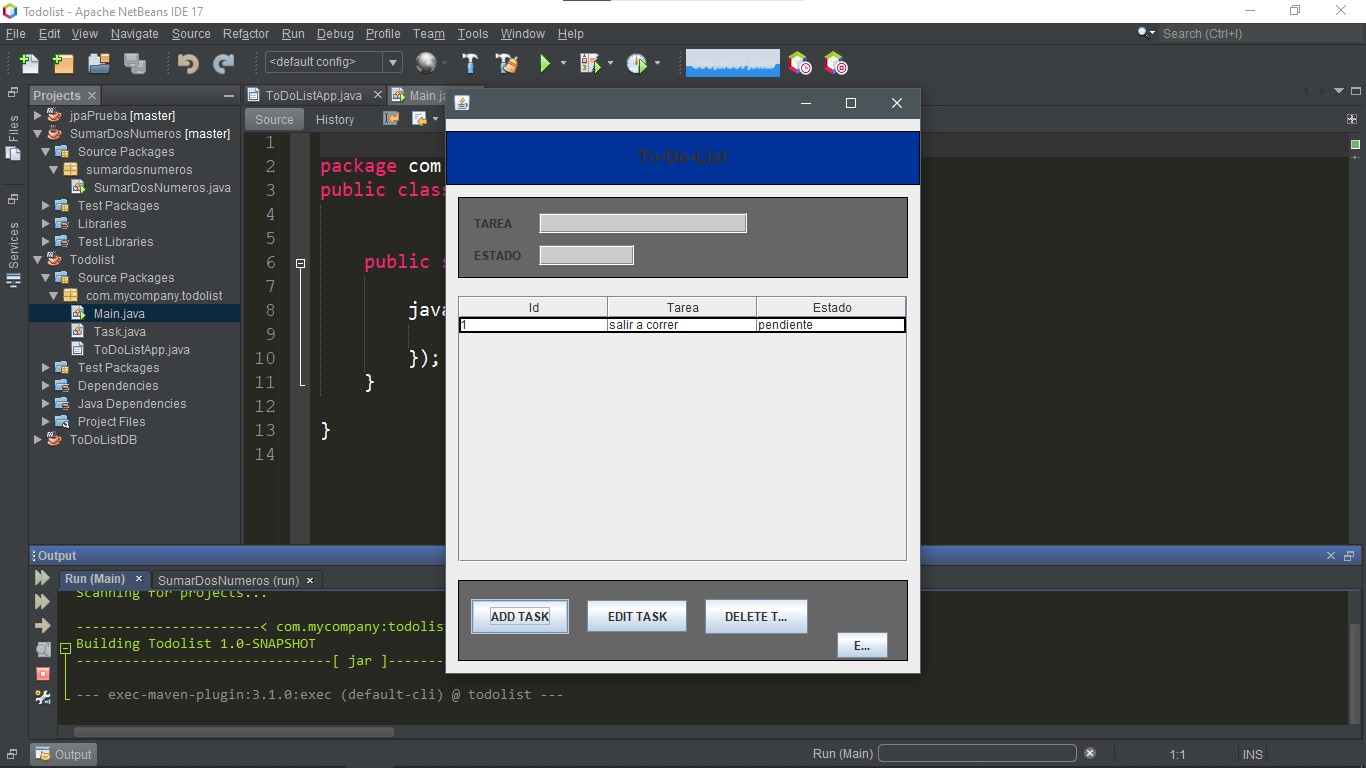 Todolist - Apache NetBeans IDE 17
File Edit View Navigate Source Refactor Run Debug Profile Team Tools Window Help
Search (Ctrl+I)
<default config>
Projects
ToDoListApp.java
Main.j
Source History
Files
Services
jpaPrueba [master]
SumarDosNumeros [master]
Source Packages
sumardosnumeros
SumarDosNumeros.java
Test Packages
Libraries
Test Libraries
Todolist
Source Packages
com.mycompany.todolist
Main.java
Task.java
ToDoListApp.java
Test Packages
Dependencies
Java Dependencies
Project Files
ToDoListDB
1
2 package com
3 public clas
4
5
6 public
7
8 java
9
10 });
11 }
12
13 }
14
To-Do-List
TAREA
ESTADO
Id Tarea Estado
1 salir a correr pendiente
ADD TASK EDIT TASK DELETE T...
E...
Output
Run (Main) SumarDosNumeros (run)
Scanning for projects...
-----------------------< com.mycompany:todolis
Building Todolist 1.0-SNAPSHOT
--------------------------------[ jar ]-------
--- exec-maven-plugin:3.1.0:exec (default-cli) @ todolist ---
Output
Run (Main)
1:1
INS